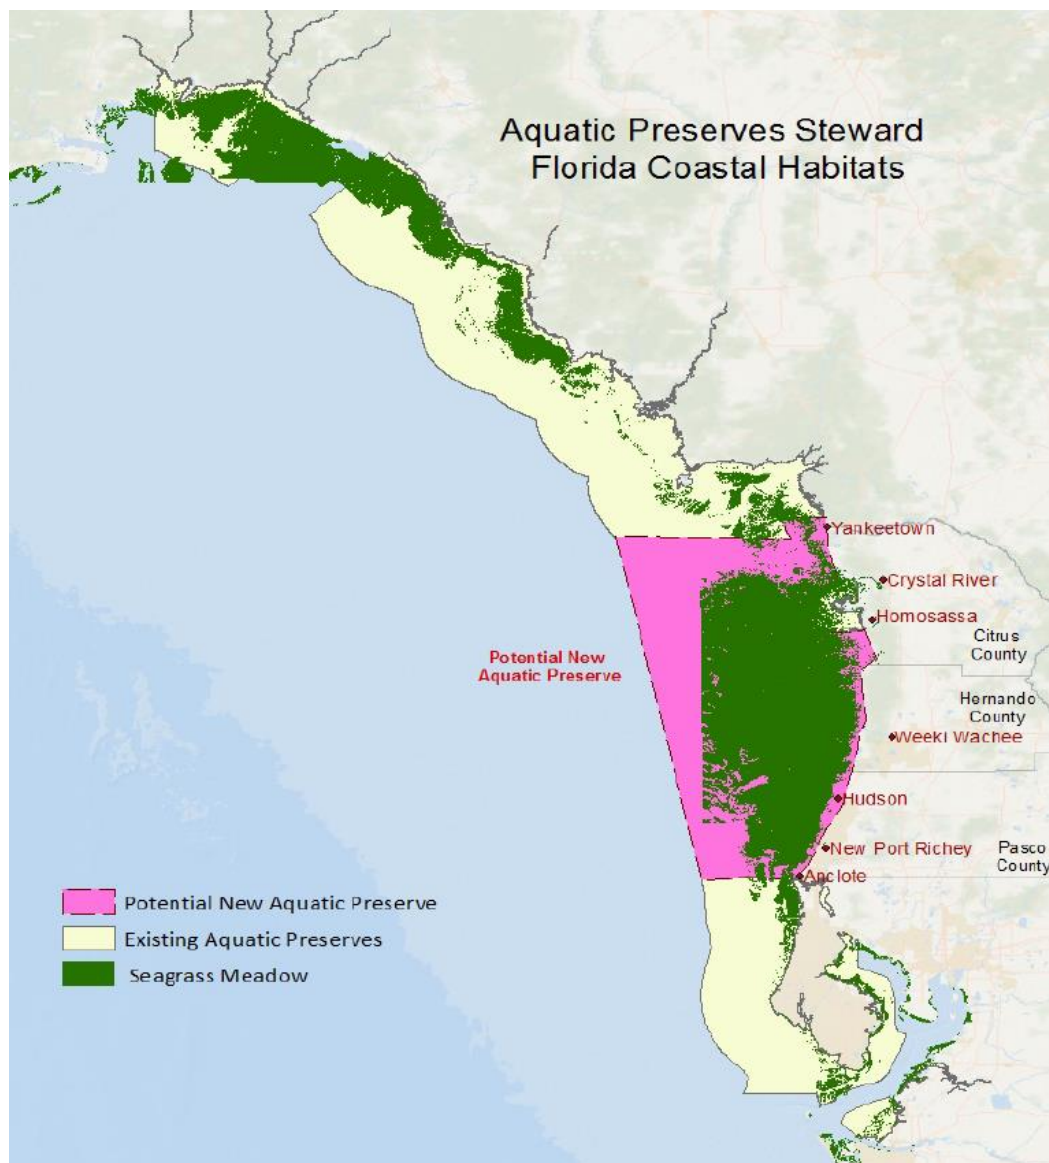 Aquatic Preserves Steward
Florida Coastal Habitats
Yankeetown
Crystal River
Homosassa
Citrus
County
Potential New
Aquatic Preserve
Hernando
County
Weeki Wachee
Hudson
New Port Richey
Pasco
County
Anclote
Potential New Aquatic Preserve
Existing Aquatic Preserves
Seagrass Meadow